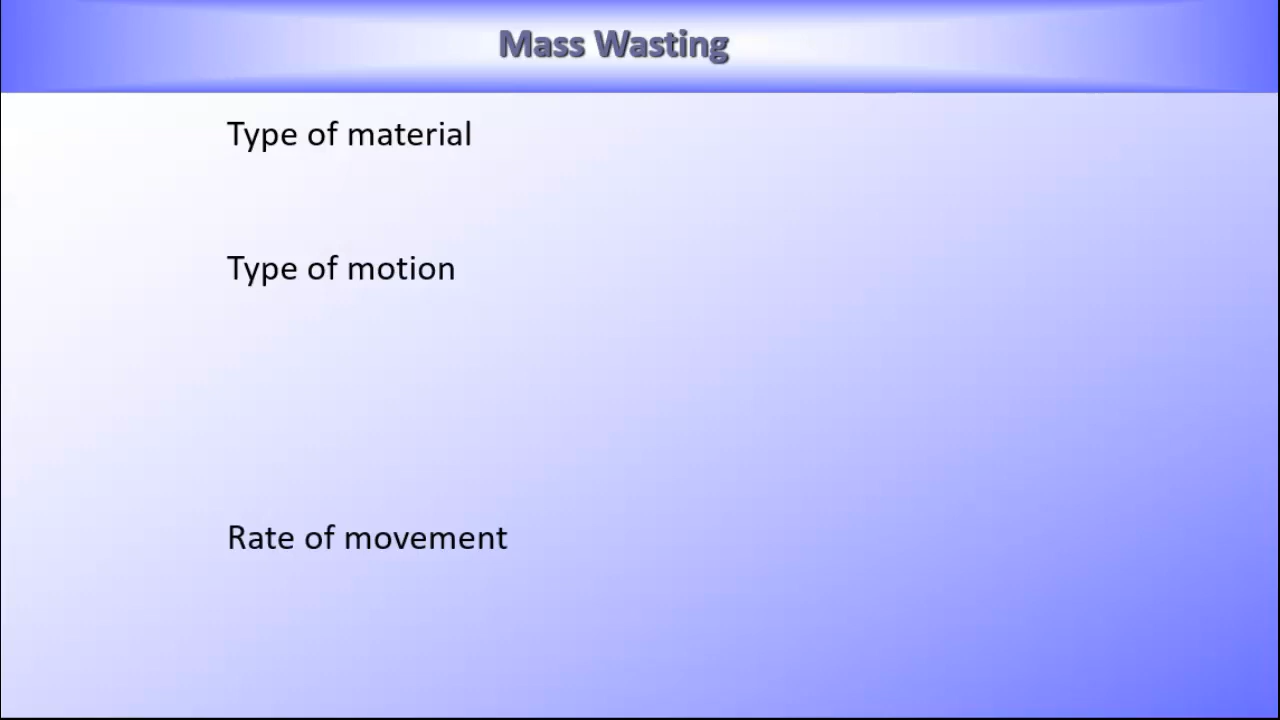 Mass Wasting
Type of material
Type of motion
Rate of movement